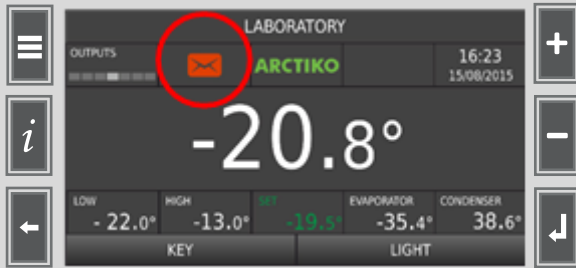 LABORATORY
OUTPUTS
ARCTIKO
16:23
15/08/2015
-20.8°
LOW
HIGH
SET
EVAPORATOR
CONDENSER
- 22.0°
-13.0°
-19.5°
-35.4°
38.6°
KEY
LIGHT
+
i
-